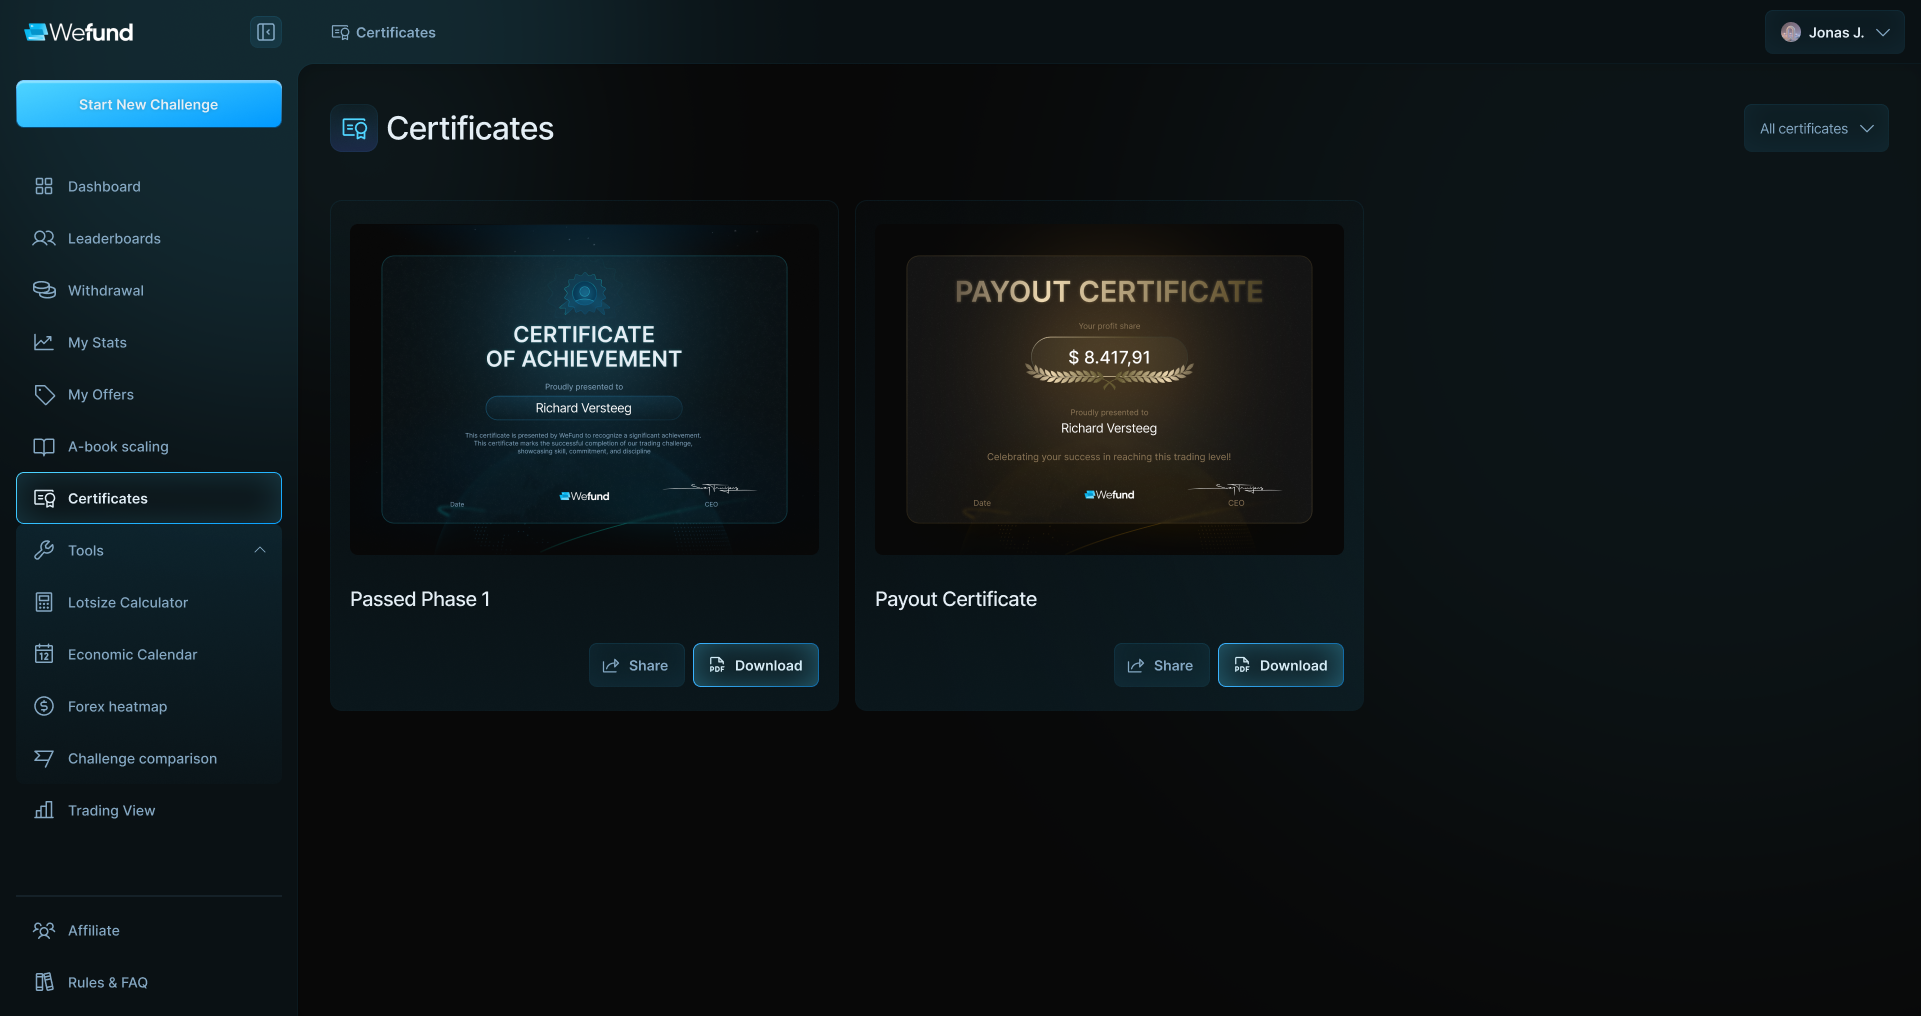 Wefund
Certificates
Jonas J.
Start New Challenge
Certificates
All certificates
Dashboard
Leaderboards
Withdrawal
My Stats
My Offers
A-book scaling
Certificates
Tools
Lotsize Calculator
Economic Calendar
12
Forex heatmap
Challenge comparison
Trading View
Affiliate
Rules & FAQ
CERTIFICATE
OF ACHIEVEMENT
Proudly presented to
Richard Versteeg
This certificate is presented by WeFund to recognize a significant achievement.
This certificate marks the successful completion of our trading challenge,
showcasing skill, commitment, and discipline
Date
Wefund
CEO
Passed Phase 1
Share
PDF
Download
PAYOUT CERTIFICATE
Your profit share
$ 8.417,91
Proudly presented to
Richard Versteeg
Celebrating your success in reaching this trading level!
Date
Wefund
CEO
Payout Certificate
Share
PDF
Download